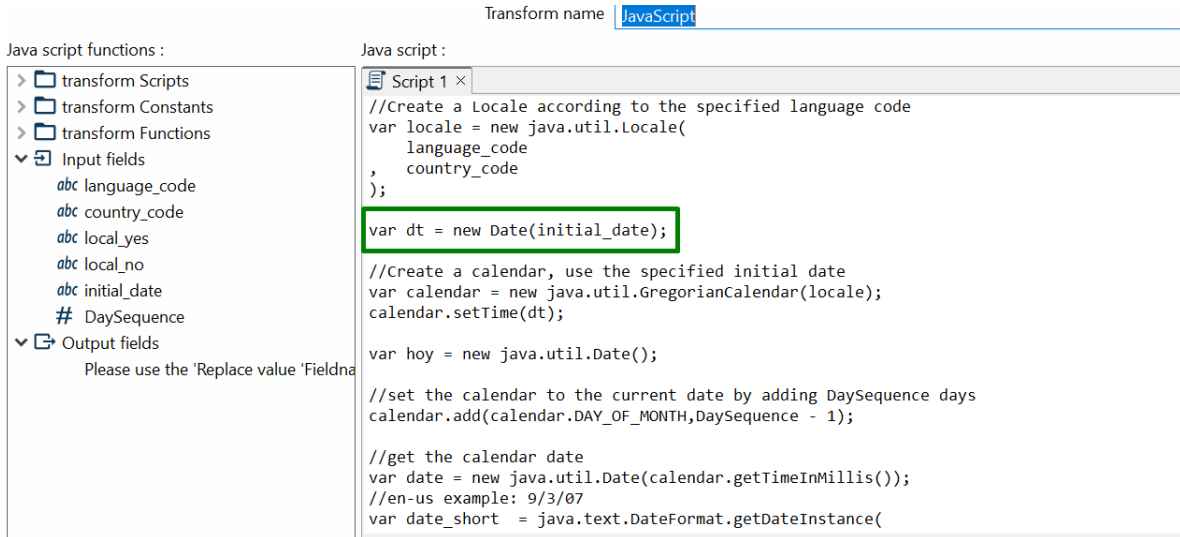 Transform name JavaScript
Java script functions :
transform Scripts
transform Constants
transform Functions
Input fields
abc language_code
abc country_code
abc local_yes
abc local_no
abc initial_date
# DaySequence
Output fields
Please use the 'Replace value 'Fieldna
Java script :
Script 1 ×
//Create a Locale according to the specified language code
var locale = new java.util.Locale(
    language_code
,   country_code
);
var dt = new Date(initial_date);
//Create a calendar, use the specified initial date
var calendar = new java.util.GregorianCalendar(locale);
calendar.setTime(dt);
var hoy = new java.util.Date();
//set the calendar to the current date by adding DaySequence days
calendar.add(calendar.DAY_OF_MONTH,DaySequence - 1);
//get the calendar date
var date = new java.util.Date(calendar.getTimeInMillis());
//en-us example: 9/3/07
var date_short  = java.text.DateFormat.getDateInstance(